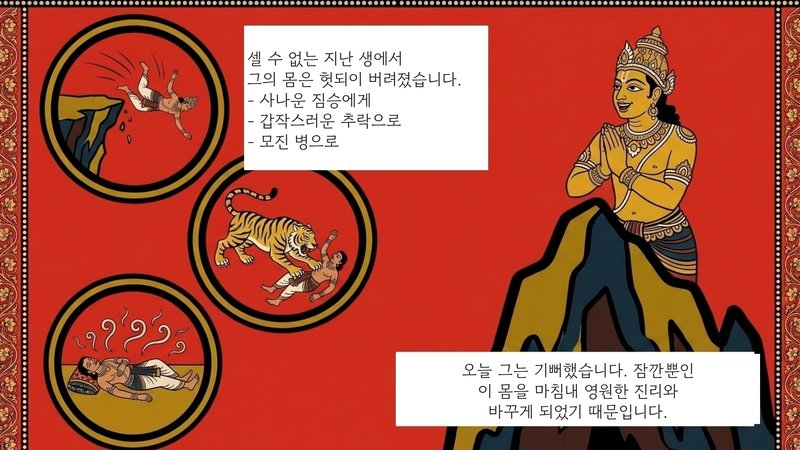 셀 수 없는 지난 생에서
그의 몸은 헛되이 버려졌습니다.
- 사나운 짐승에게
- 갑작스러운 추락으로
- 모진 병으로
오늘 그는 기뻐했습니다. 잠깐뿐인
이 몸을 마침내 영원한 진리와
바꾸게 되었기 때문입니다.